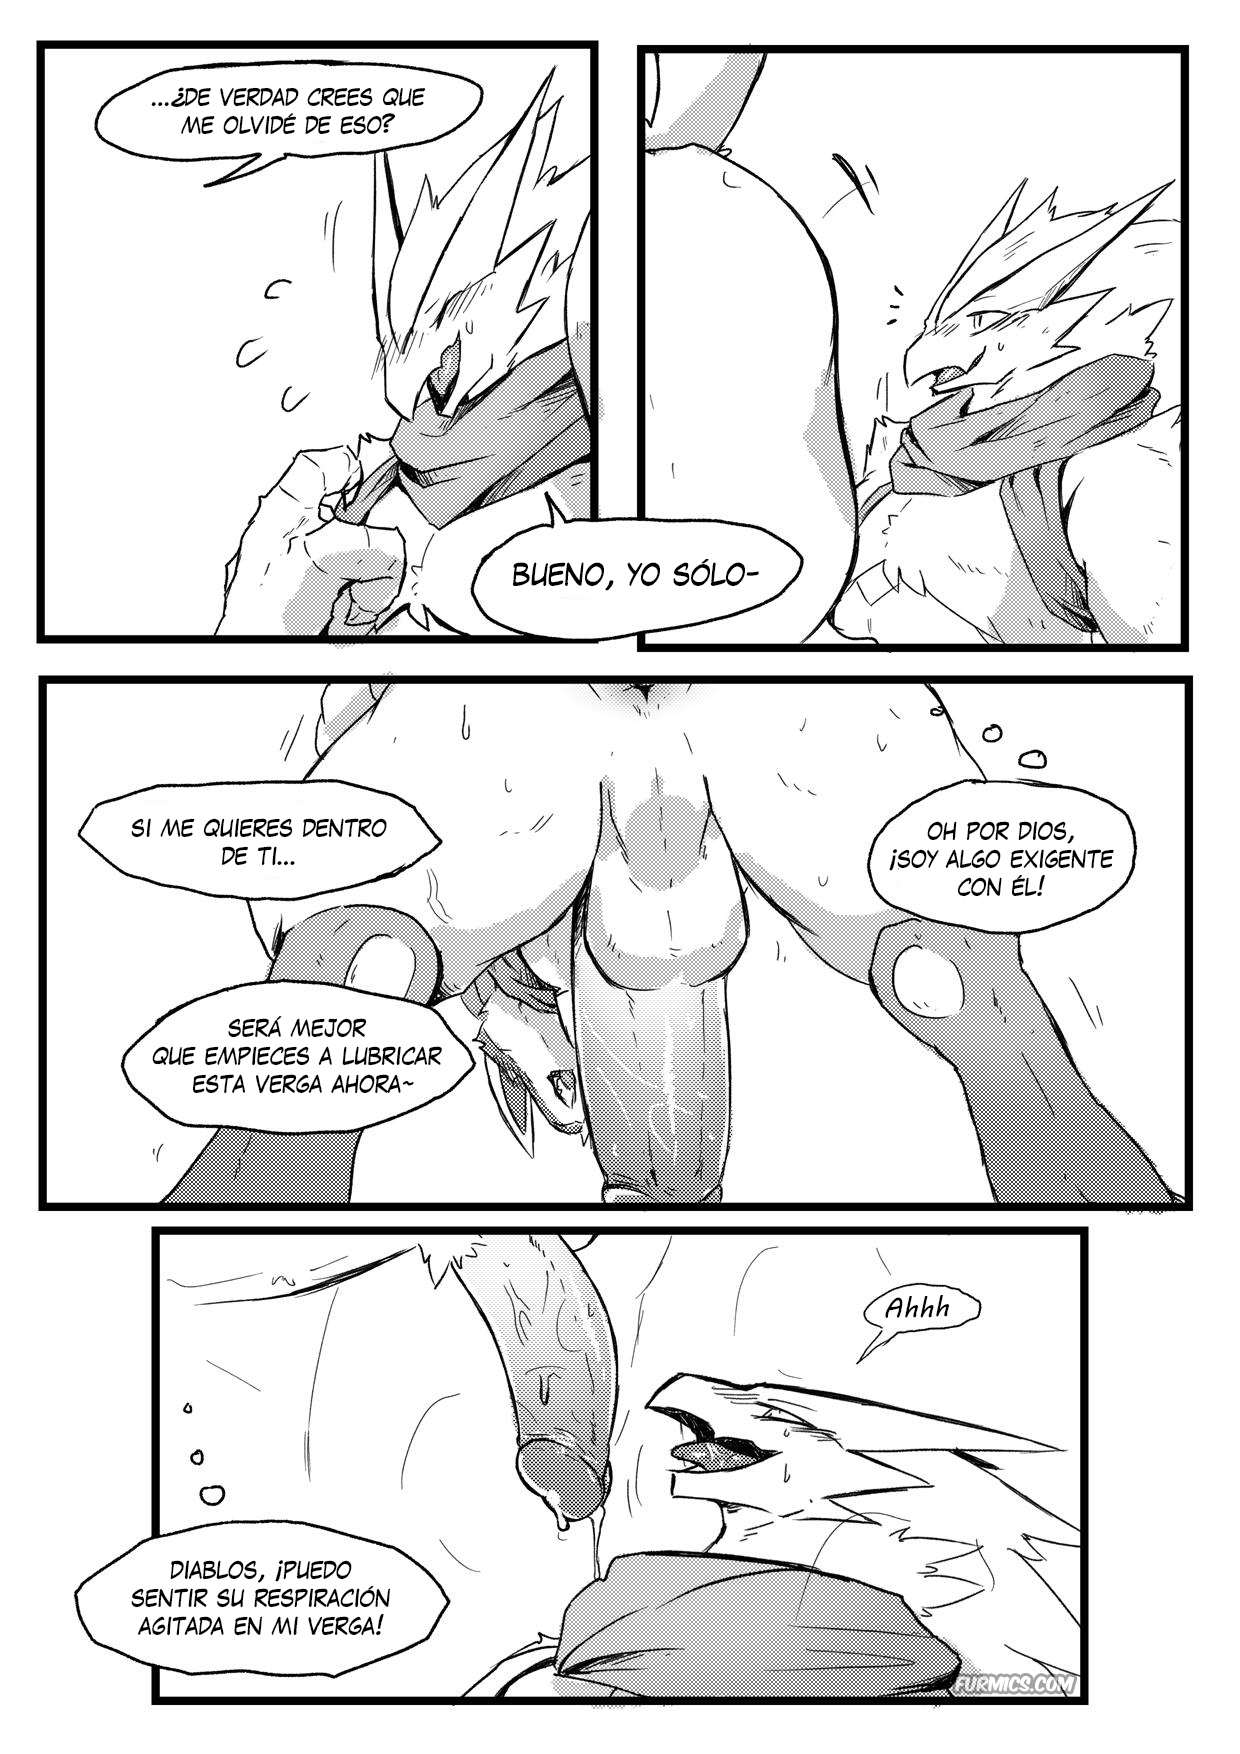 ...¿DE VERDAD CREES QUE
ME OLVIDÉ DE ESO?
BUENO, YO SÓLO-
SI ME QUIERES DENTRO
DE TI...
OH POR DIOS,
¡SOY ALGO EXIGENTE
CON ÉL!
SERÁ MEJOR
QUE EMPIECES A LUBRICAR
ESTA VERGA AHORA~
Ahhh
DIABLOS, ¡PUEDO
SENTIR SU RESPIRACIÓN
AGITADA EN MI VERGA!
FURMICS.COM